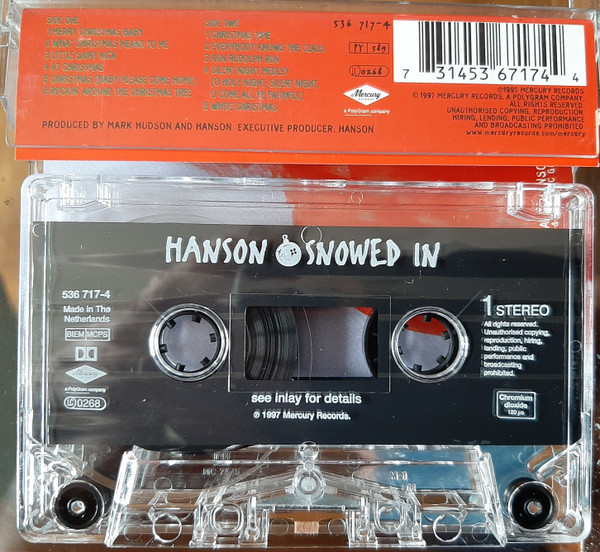 SIDE ONE
1 MERRY CHRISTMAS BABY
2 WHAT CHRISTMAS MEANS TO ME
3 LITTLE SAINT NICK
4 AT CHRISTMAS
5 CHRISTMAS (BABY PLEASE COME HOME)
6 ROCKIN' AROUND THE CHRISTMAS TREE
SIDE TWO
1 CHRISTMAS TIME
2 EVERYBODY KNOWS THE CLAUS
3 RUN RUDOLPH RUN
4 SILENT NIGHT MEDLEY
(O HOLY NIGHT, SILENT NIGHT,
O COME ALL YE FAITHFUL)
5 WHITE CHRISTMAS
PRODUCED BY MARK HUDSON AND HANSON EXECUTIVE PRODUCER: HANSON
536 717-4
PY 589
LC 0268
Mercury
RECORDS
a PolyGram company
7 31453 67174 4
℗1997 MERCURY RECORDS
©1997 MERCURY RECORDS, A POLYGRAM COMPANY.
ALL RIGHTS RESERVED.
UNAUTHORISED COPYING, REPRODUCTION,
HIRING, LENDING, PUBLIC PERFORMANCE
AND BROADCASTING PROHIBITED
www.mercuryrecords.com/mercury
HANSON SNOWED IN
536 717-4
Made in The
Netherlands
BIEM MCPS
Mercury
a PolyGram company
LC 0268
1 STEREO
All rights reserved.
Unauthorised copying,
reproduction, hiring,
lending, public
performance and
broadcasting
prohibited.
Chromium
dioxide
120 µs
see inlay for details
℗ 1997 Mercury Records.